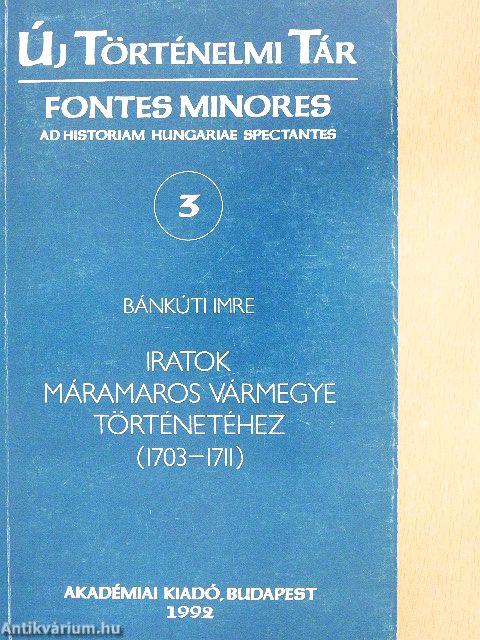 Új Történelmi Tár
FONTES MINORES
AD HISTORIAM HUNGARIAE SPECTANTES
3
BÁNKÚTI IMRE
IRATOK
MÁRAMAROS VÁRMEGYE
TÖRTÉNETÉHEZ
(1703–1711)
AKADÉMIAI KIADÓ, BUDAPEST
1992
Antikvárium.hu